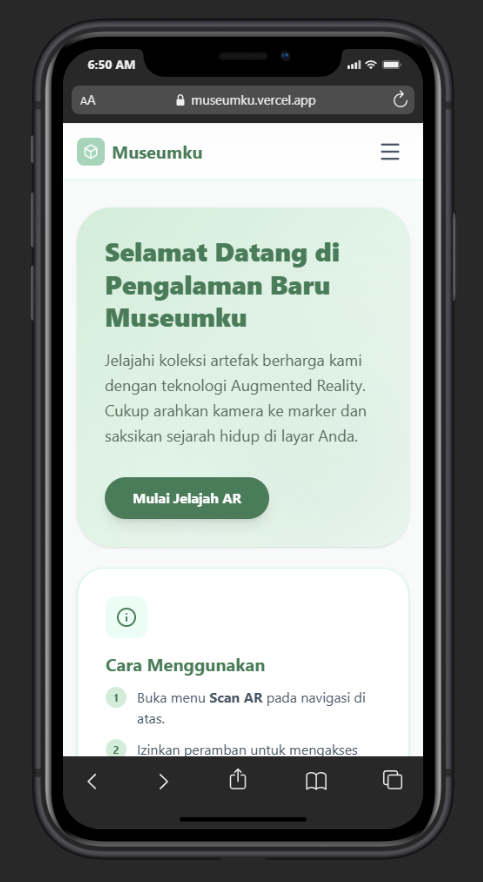 6:50 AM
AA museumku.vercel.app
Museumku
Selamat Datang di
Pengalaman Baru
Museumku
Jelajahi koleksi artefak berharga kami
dengan teknologi Augmented Reality.
Cukup arahkan kamera ke marker dan
saksikan sejarah hidup di layar Anda.
Mulai Jelajah AR
Cara Menggunakan
1 Buka menu Scan AR pada navigasi di
atas.
2 Izinkan peramban untuk mengakses